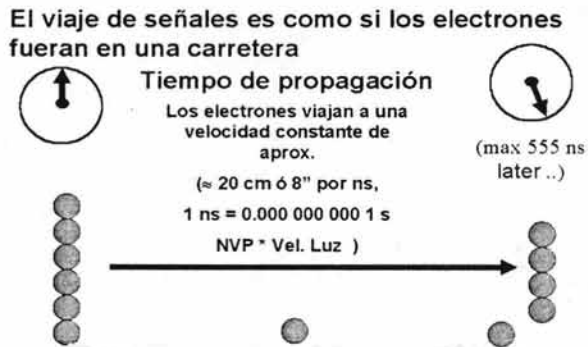 El viaje de señales es como si los electrones
fueran en una carretera
Tiempo de propagación
Los electrones viajan a una
velocidad constante de
aprox.
(≈ 20 cm ó 8” por ns,
1 ns = 0.000 000 000 1 s
NVP * Vel. Luz )
(max 555 ns
later ..)